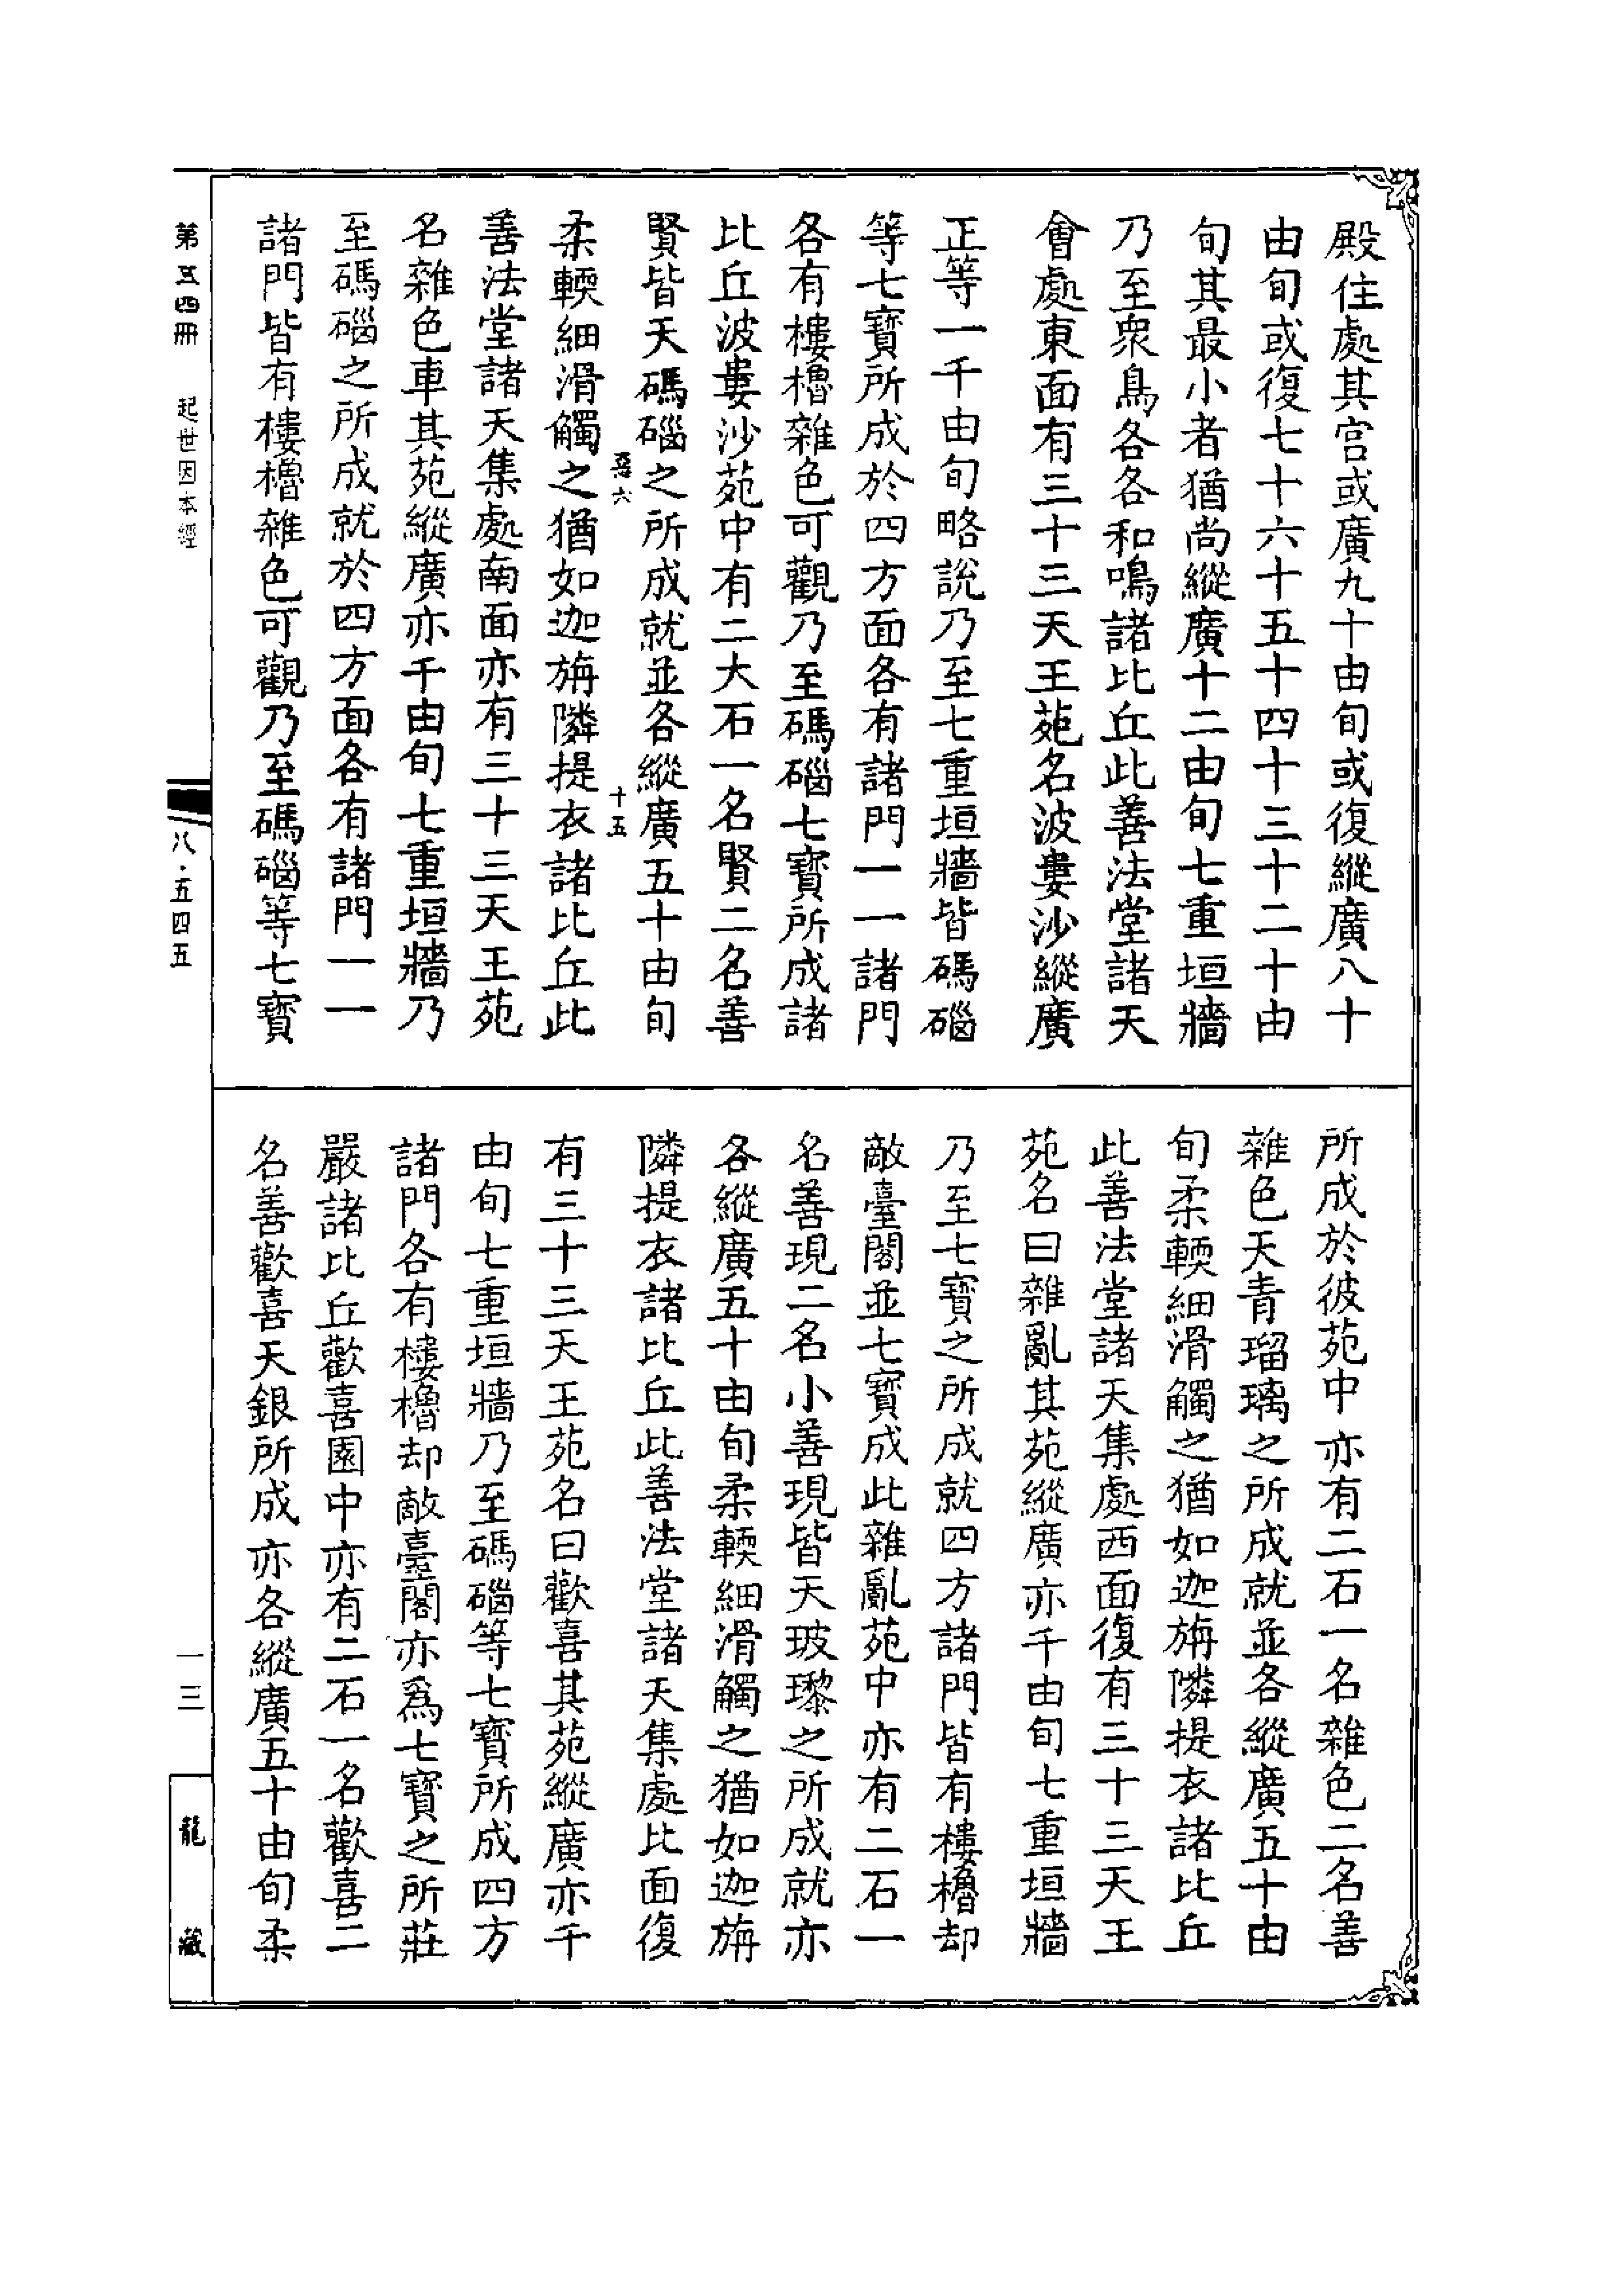 殿住處其宫或廣九十由旬或復縱廣八十
由旬或復七十六十五十四十三十二十由
旬其最小者猶尚縱廣十二由旬七重垣牆
乃至衆鳥各各和鳴諸比丘此善法堂諸天
會處東面有三十三天王苑名波婁沙縱廣
正等一千由旬略說乃至七重垣牆皆碼碯
等七寶所成於四方面各有諸門一一諸門
各有樓櫓雜色可觀乃至碼碯七寶所成諸
比丘波婁沙苑中有二大石一名賢二名善
賢皆天碼碯之所成就並各縱廣五十由旬
惡六 十五
柔輭細滑觸之猶如迦旃隣提衣諸比丘此
善法堂諸天集處南面亦有三十三天王苑
名雜色車其苑縱廣亦千由旬七重垣牆乃
至碼碯之所成就於四方面各有諸門一一
諸門皆有樓櫓雜色可觀乃至碼碯等七寶
所成於彼苑中亦有二石一名雜色二名善
雜色天青瑠璃之所成就並各縱廣五十由
旬柔輭細滑觸之猶如迦旃隣提衣諸比丘
此善法堂諸天集處西面復有三十三天王
苑名曰雜亂其苑縱廣亦千由旬七重垣牆
乃至七寶之所成就四方諸門皆有樓櫓却
敵臺閣並七寶成此雜亂苑中亦有二石一
名善現二名小善現皆天玻瓈之所成就亦
各縱廣五十由旬柔輭細滑觸之猶如迦旃
隣提衣諸比丘此善法堂諸天集處比面復
有三十三天王苑名曰歡喜其苑縱廣亦千
由旬七重垣牆乃至碼碯等七寶所成四方
諸門各有樓櫓却敵臺閣亦爲七寶之所莊
嚴諸比丘歡喜園中亦有二石一名歡喜二
名善歡喜天銀所成亦各縱廣五十由旬柔
第三四冊 起世因本經
八·五四五
一三
龍藏